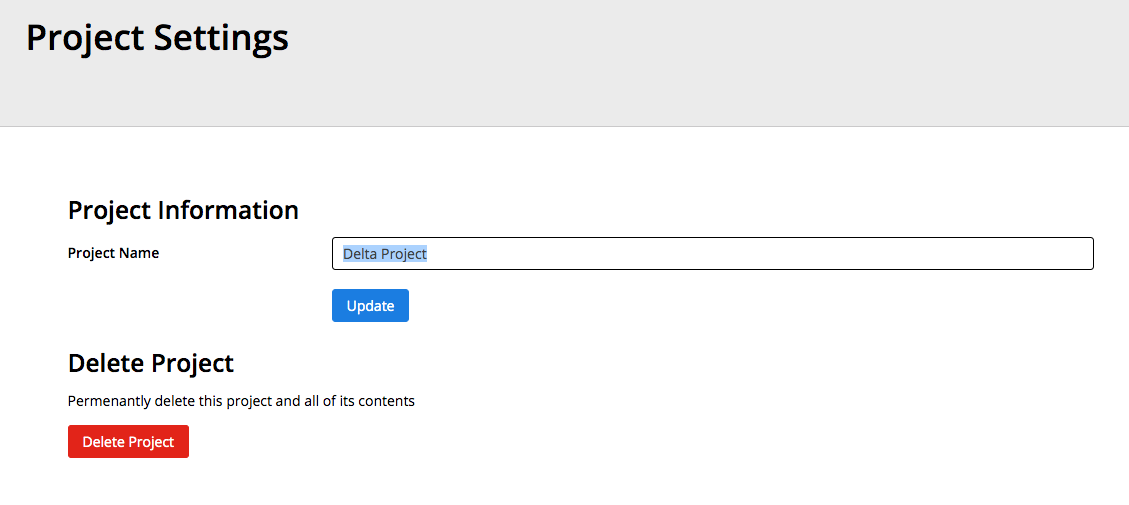 Project Settings
Project Information
Project Name
Delta Project
Update
Delete Project
Permenantly delete this project and all of its contents
Delete Project